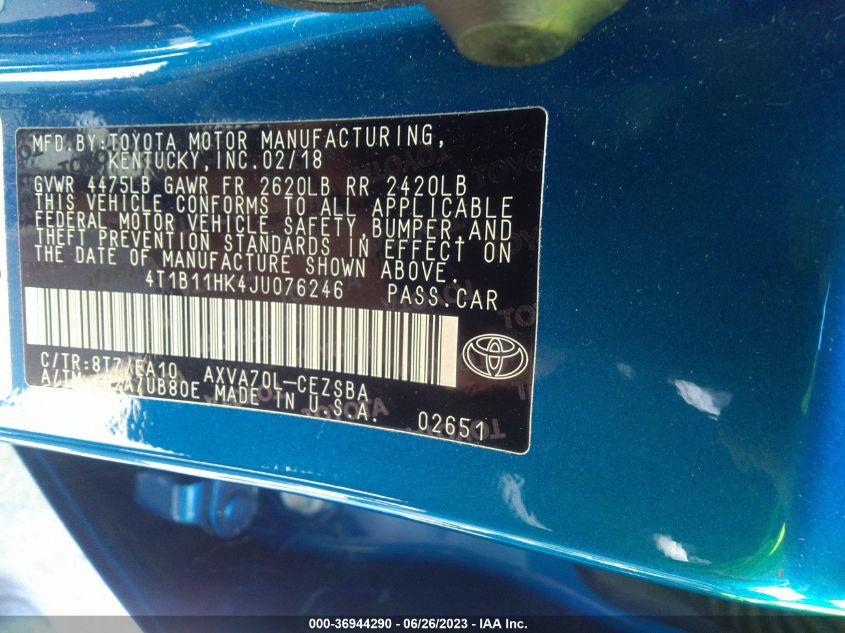 MFD.BY:TOYOTA MOTOR MANUFACTURING,
KENTUCKY,INC.02/18
GVWR 4475LB GAWR FR 2620LB RR 2420LB
THIS VEHICLE CONFORMS TO ALL APPLICABLE
FEDERAL MOTOR VEHICLE SAFETY,BUMPER,AND
THEFT PREVENTION STANDARDS IN EFFECT ON
THE DATE OF MANUFACTURE SHOWN ABOVE.
4T1B11HK4JU076246 PASS.CAR
C/TR:8T7/EA10 AXVA70L-CEZSBA
UB80E MADE IN U.S.A. 02651
000-36944290 - 06/26/2023 - IAA Inc.